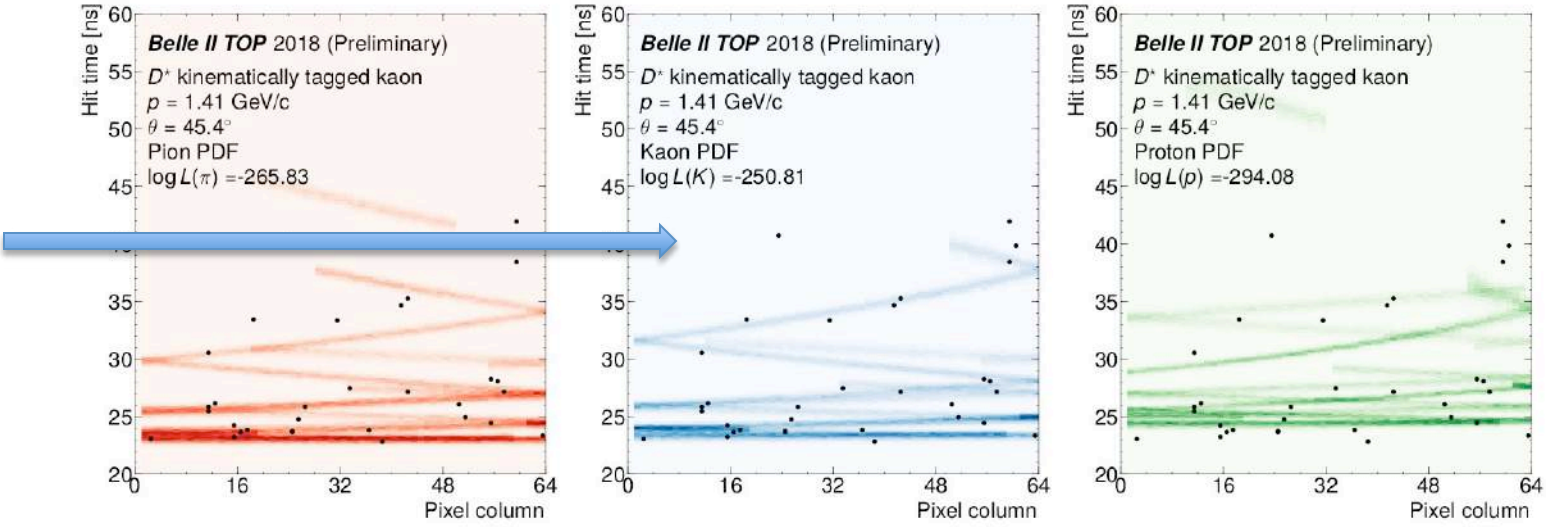 Hit time [ns]
60
55
50
45
35
30
25
20
0 16 32 48 64
Pixel column
Belle II TOP 2018 (Preliminary)
D* kinematically tagged kaon
p = 1.41 GeV/c
θ = 45.4°
Pion PDF
log L(π) =-265.83
Hit time [ns]
60
55
50
45
35
30
25
20
0 16 32 48 64
Pixel column
Belle II TOP 2018 (Preliminary)
D* kinematically tagged kaon
p = 1.41 GeV/c
θ = 45.4°
Kaon PDF
log L(K) =-250.81
Hit time [ns]
60
55
50
45
40
35
30
25
20
0 16 32 48 64
Pixel column
Belle II TOP 2018 (Preliminary)
D* kinematically tagged kaon
p = 1.41 GeV/c
θ = 45.4°
Proton PDF
log L(p) =-294.08